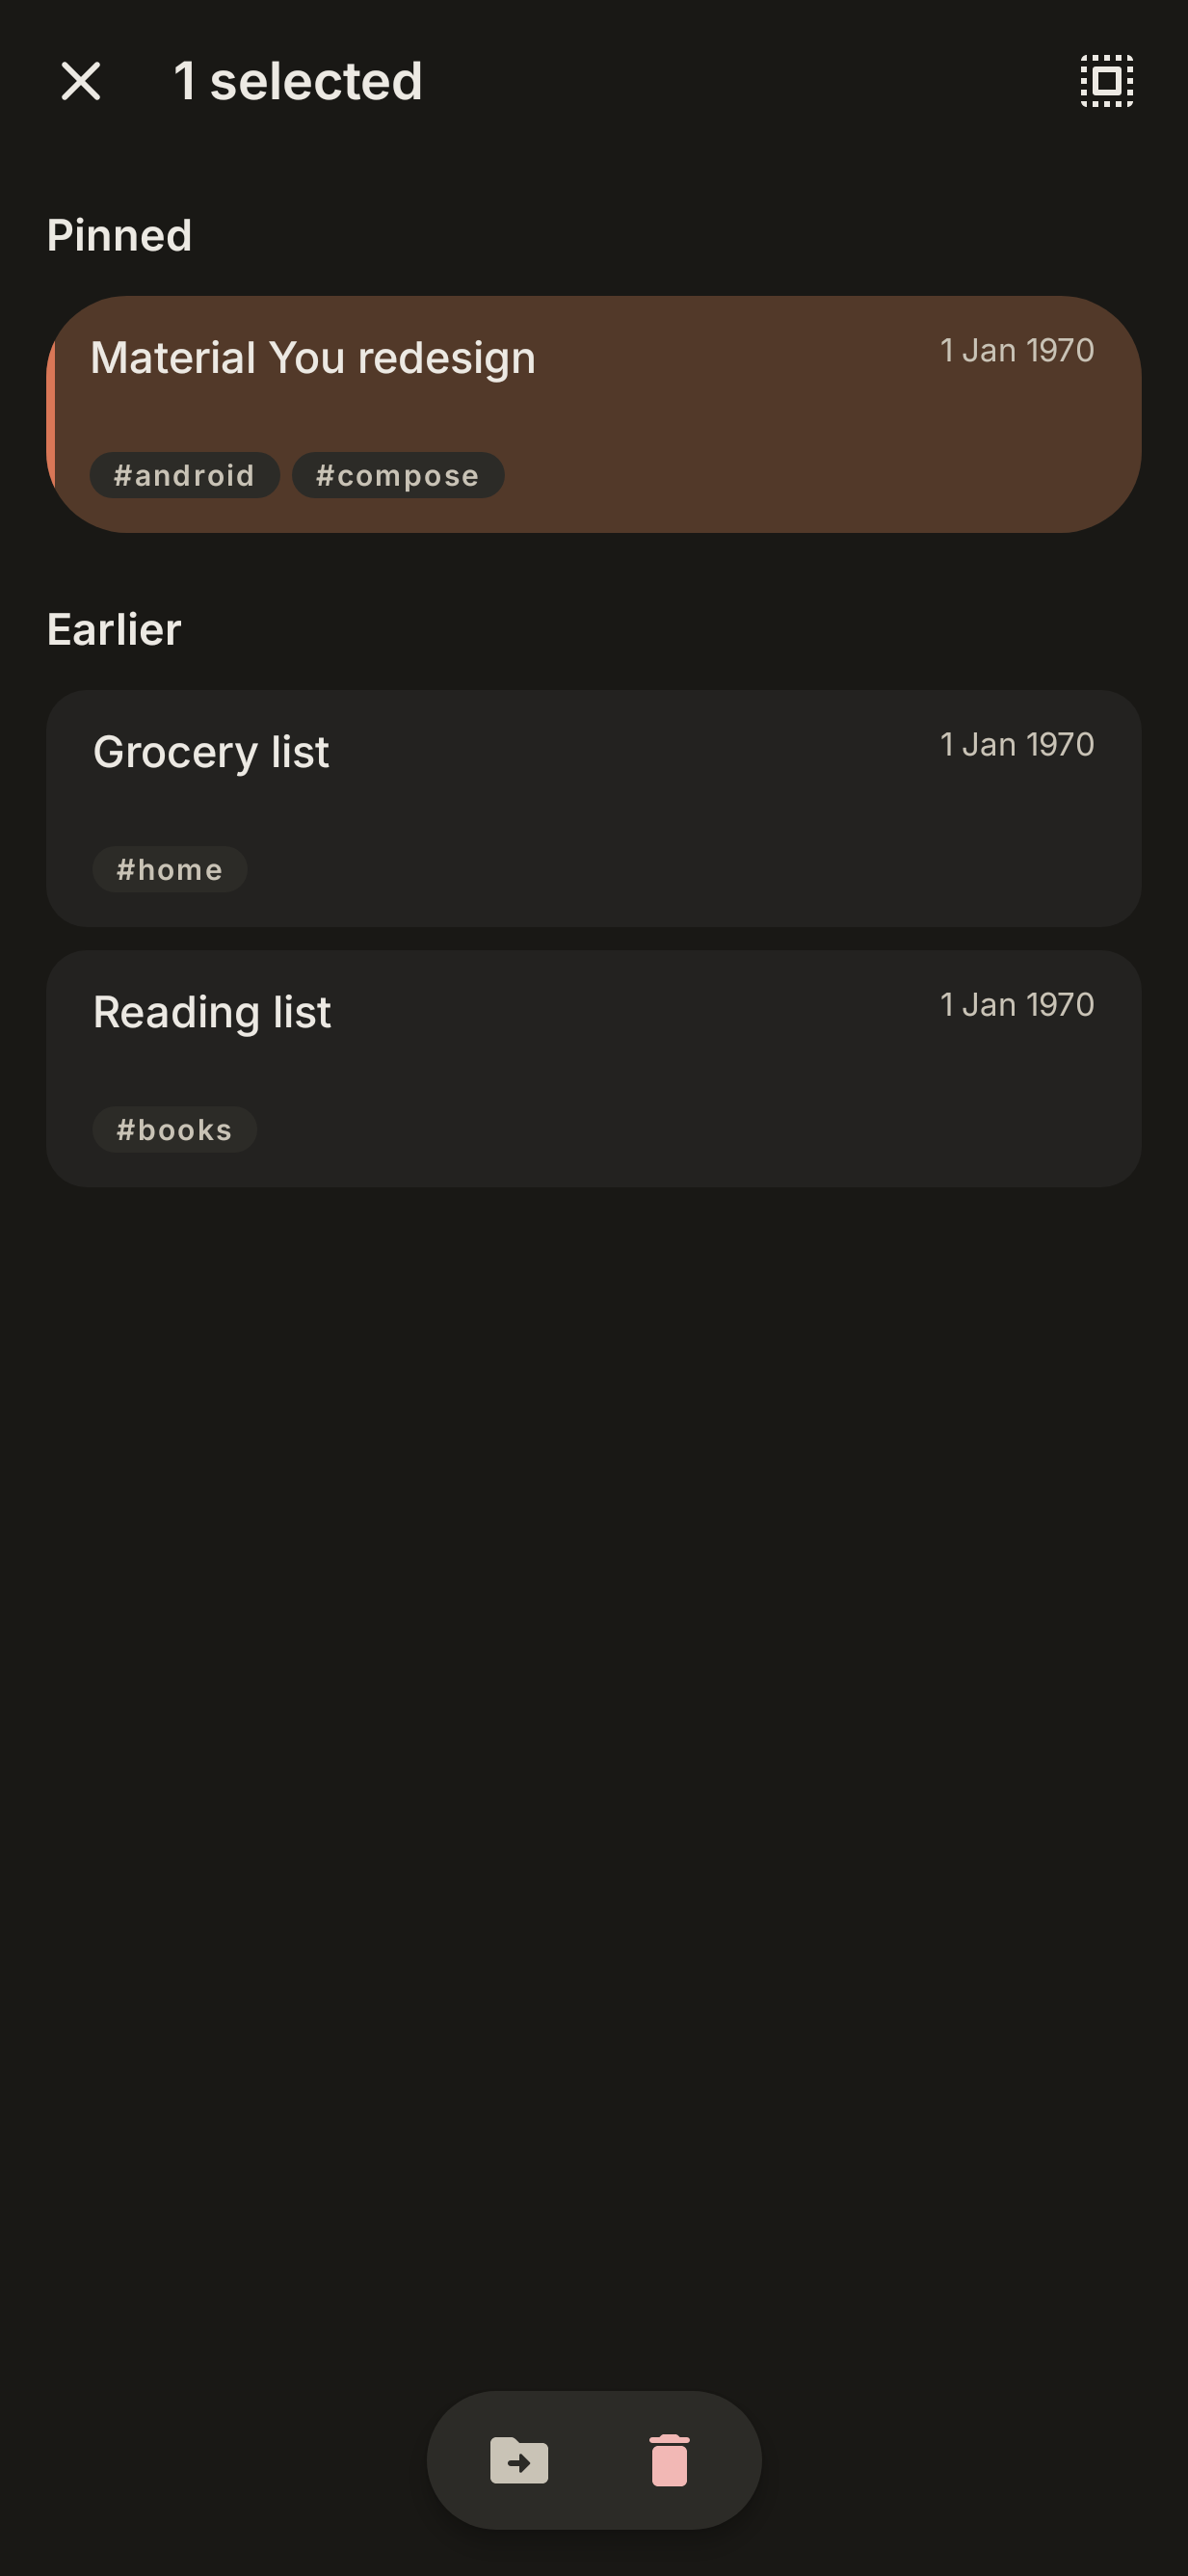 1 selected
Pinned
Material You redesign
1 Jan 1970
#android #compose
Earlier
Grocery list
1 Jan 1970
#home
Reading list
1 Jan 1970
#books